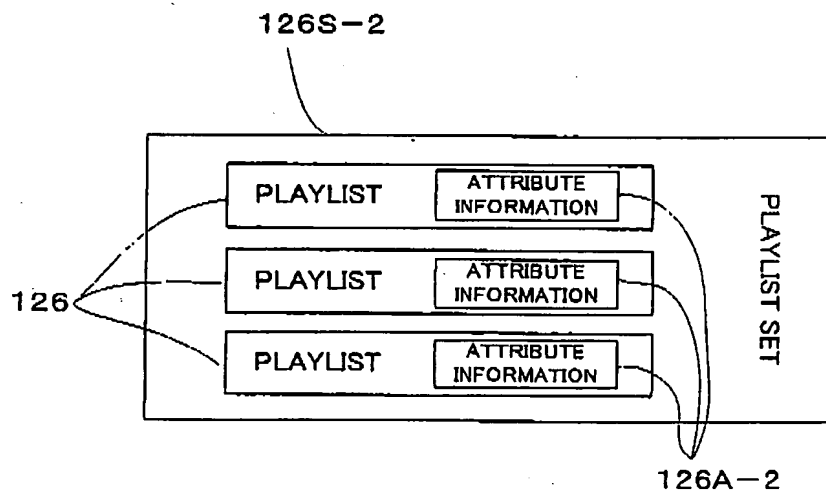 126S-2
PLAYLIST
ATTRIBUTE
INFORMATION
PLAYLIST
ATTRIBUTE
INFORMATION
PLAYLIST
ATTRIBUTE
INFORMATION
PLAYLIST SET
126
126A-2